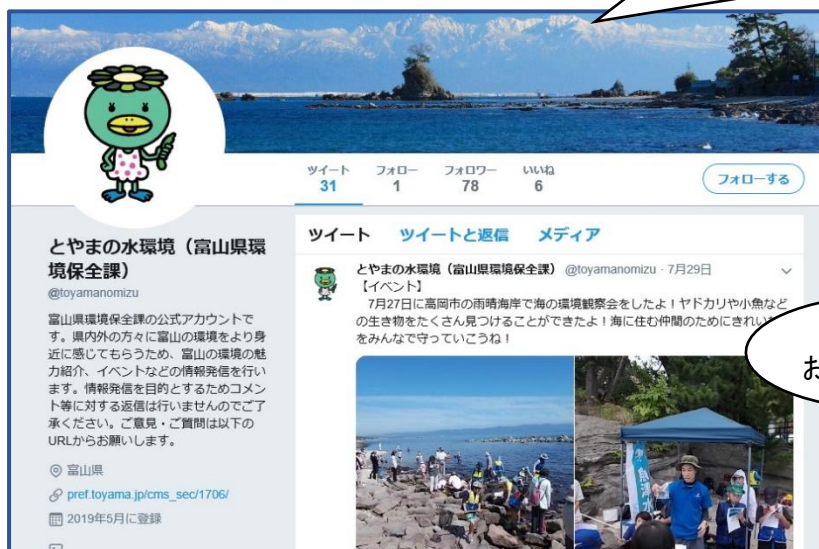 ツイート フォロー フォロワー いいね
31 1 78 6
フォローする
とやまの水環境（富山県環
境保全課）
@toyamanomizu
富山県環境保全課の公式アカウントで
す。県内外の方々に富山の環境をより身
近に感じてもらうため、富山の環境の魅
力紹介、イベントなどの情報発信を行い
ます。情報発信を目的とするためコメン
ト等に対する返信は行いませんのでご了
承ください。ご意見・ご質問は以下の
URLからお願いします。
富山県
pref.toyama.jp/cms_sec/1706/
2019年5月に登録
ツイート ツイートと返信 メディア
とやまの水環境（富山県環境保全課） @toyamanomizu · 7月29日
【イベント】
7月27日に高岡市の雨晴海岸で海の環境観察会をしたよ！ヤドカリや小魚など
の生き物をたくさん見つけることができたよ！海に住む仲間のためにきれい
をみんなで守っていこうね！
お